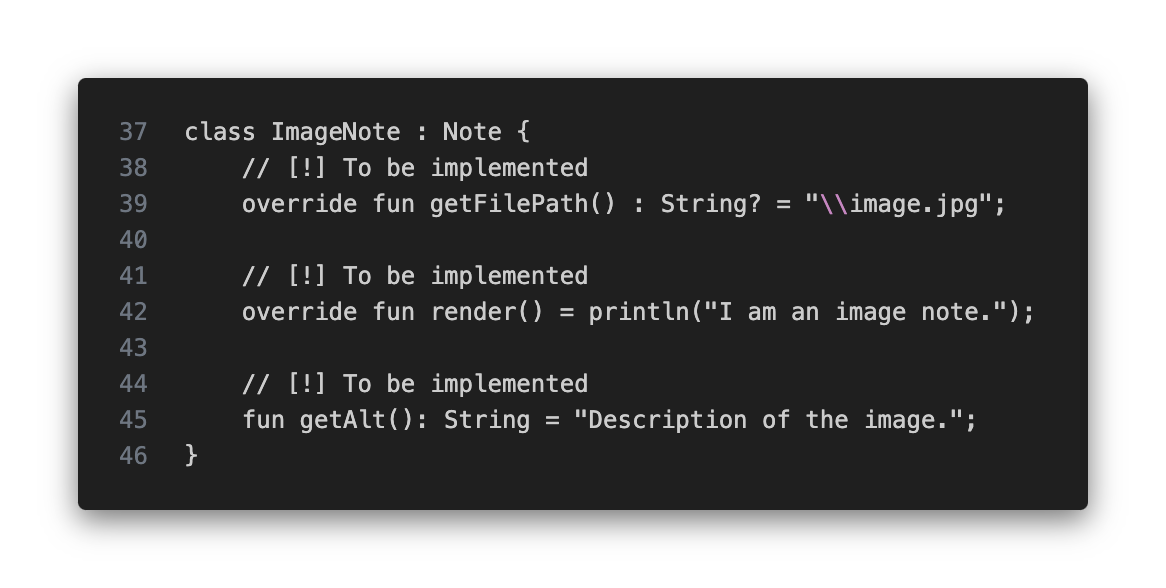 37 class ImageNote : Note {
38     // [!] To be implemented
39     override fun getFilePath() : String? = "\\image.jpg";
40
41     // [!] To be implemented
42     override fun render() = println("I am an image note.");
43
44     // [!] To be implemented
45     fun getAlt(): String = "Description of the image.";
46 }